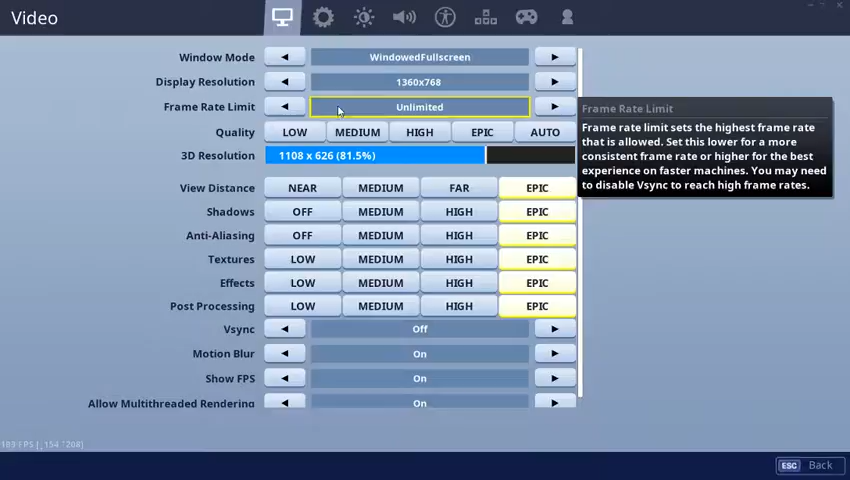 Video
Window Mode WindowedFullscreen
Display Resolution 1360x768
Frame Rate Limit Unlimited
Frame Rate Limit
Frame rate limit sets the highest frame rate
that is allowed. Set this lower for a more
consistent frame rate or higher for the best
experience on faster machines. You may need
to disable Vsync to reach high frame rates.
Quality LOW MEDIUM HIGH EPIC AUTO
3D Resolution 1108 x 626 (81.5%)
View Distance NEAR MEDIUM FAR EPIC
Shadows OFF MEDIUM HIGH EPIC
Anti-Aliasing OFF MEDIUM HIGH EPIC
Textures LOW MEDIUM HIGH EPIC
Effects LOW MEDIUM HIGH EPIC
Post Processing LOW MEDIUM HIGH EPIC
Vsync Off
Motion Blur On
Show FPS On
Allow Multithreaded Rendering On
ESC Back